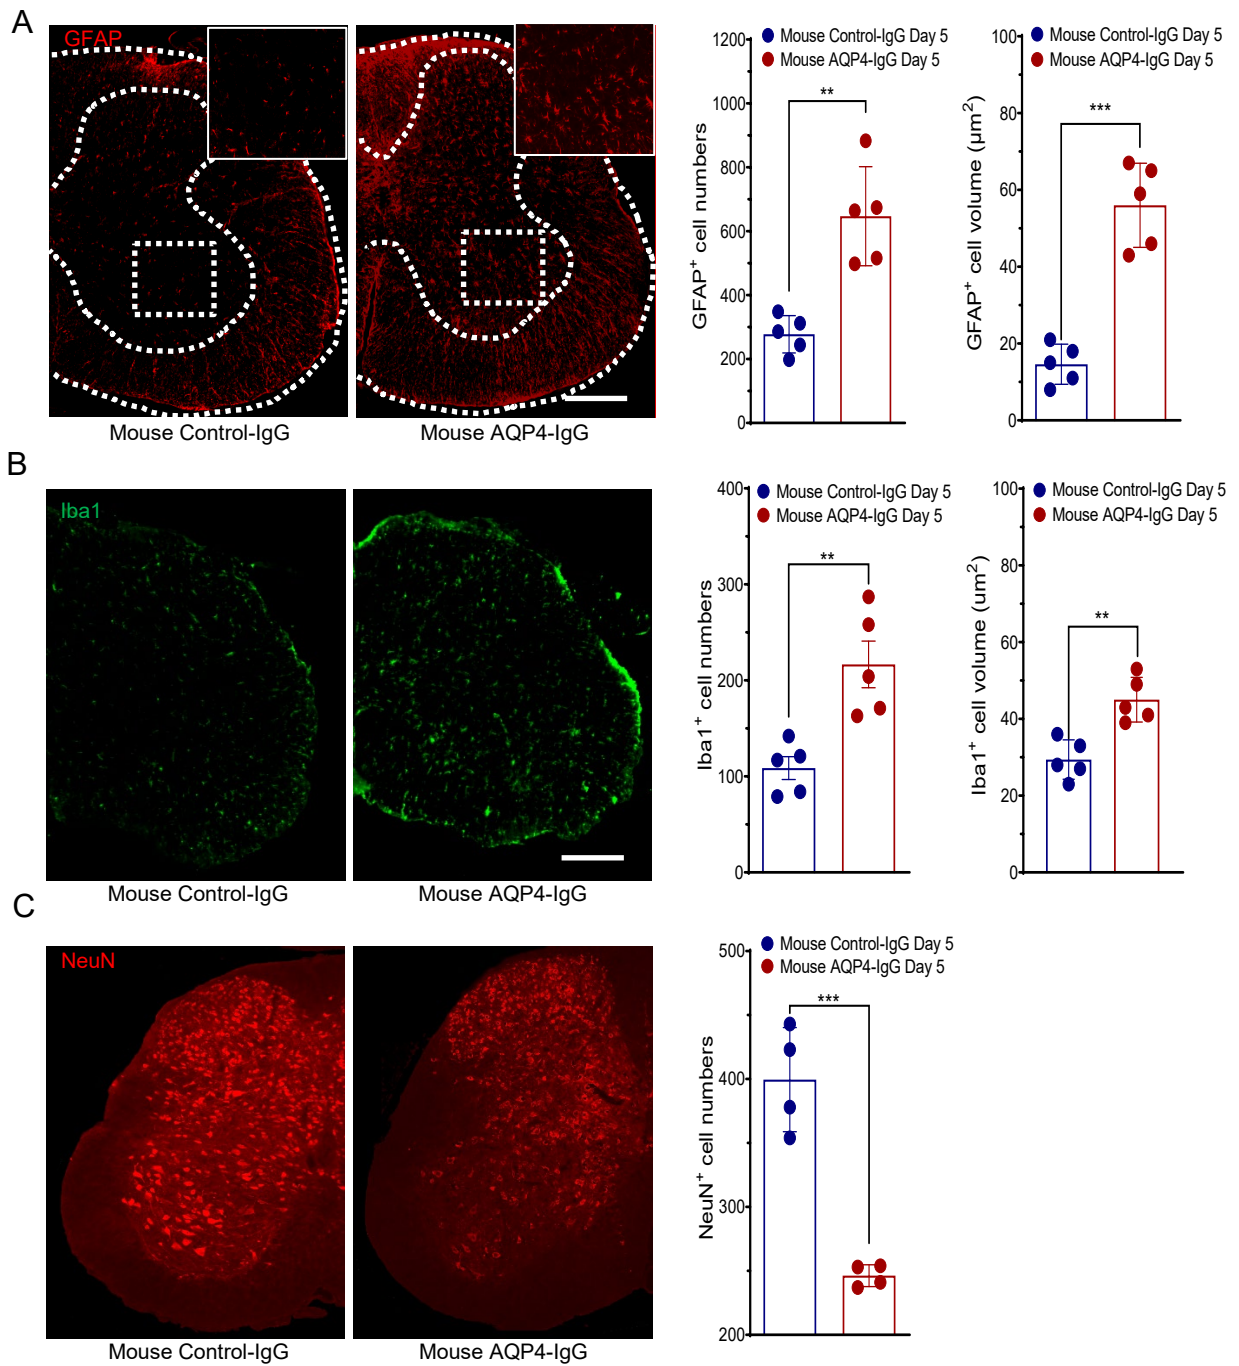 A
GFAP
Mouse Control-IgG
Mouse AQP4-IgG
Mouse Control-IgG Day 5
Mouse AQP4-IgG Day 5
GFAP+ cell numbers
1200
1000
800
600
400
200
0
**
Mouse Control-IgG Day 5
Mouse AQP4-IgG Day 5
GFAP+ cell volume (µm2)
100
80
60
40
20
0
***
B
Iba1
Mouse Control-IgG
Mouse AQP4-IgG
Mouse Control-IgG Day 5
Mouse AQP4-IgG Day 5
Iba1+ cell numbers
400
300
200
100
0
**
Mouse Control-IgG Day 5
Mouse AQP4-IgG Day 5
Iba1+ cell volume (um2)
100
80
60
40
20
0
**
C
NeuN
Mouse Control-IgG
Mouse AQP4-IgG
Mouse Control-IgG Day 5
Mouse AQP4-IgG Day 5
NeuN+ cell numbers
500
400
300
200
***